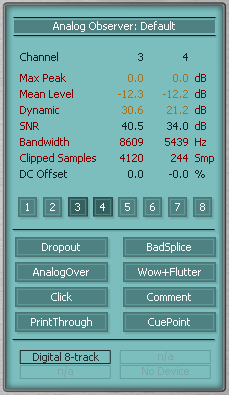 Analog Observer: Default
Channel 3 4
Max Peak 0.0 0.0 dB
Mean Level -12.3 -12.2 dB
Dynamic 30.6 21.2 dB
SNR 40.5 34.0 dB
Bandwidth 8609 5439 Hz
Clipped Samples 4120 244 Smp
DC Offset 0.0 -0.0 %
1 2 3 4 5 6 7 8
Dropout BadSplice
AnalogOver Wow+Flutter
Click Comment
PrintThrough CuePoint
Digital 8-track n/a
n/a No Device